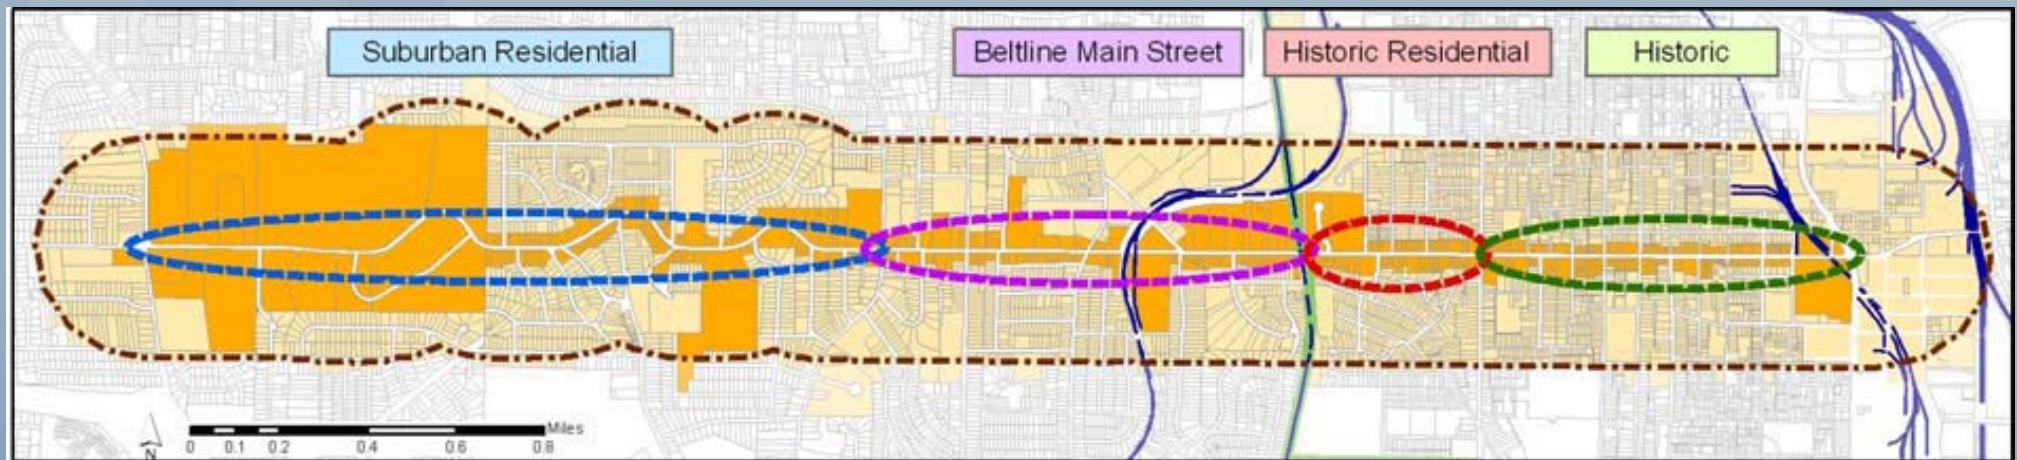 Suburban Residential
Beltline Main Street
Historic Residential
Historic
Miles
0 0.1 0.2 0.4 0.6 0.8
N